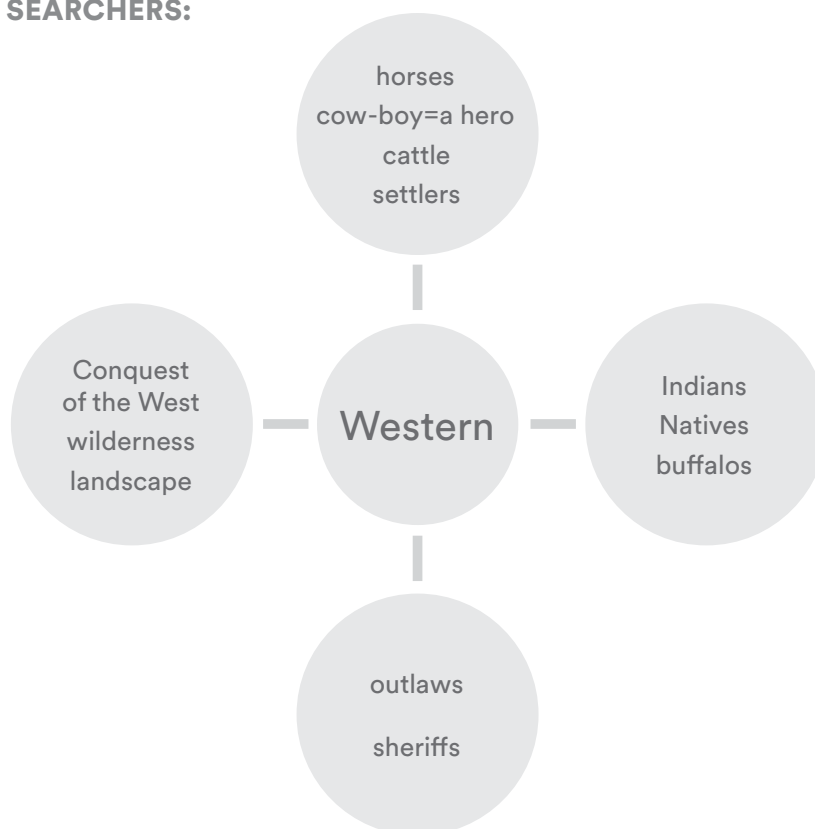 SEARCHERS:
horses
cow-boy=a hero
cattle
settlers
Conquest
of the West
wilderness
landscape
Western
Indians
Natives
buffalos
outlaws
sheriffs